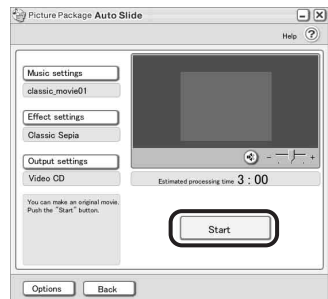 Picture Package Auto Slide
Help ?
Music settings
classic_movie01
Effect settings
Classic Sepia
Output settings
Video CD
Estimated processing time 3 : 00
You can make an original movie.
Push the "Start" button.
Start
Options
Back